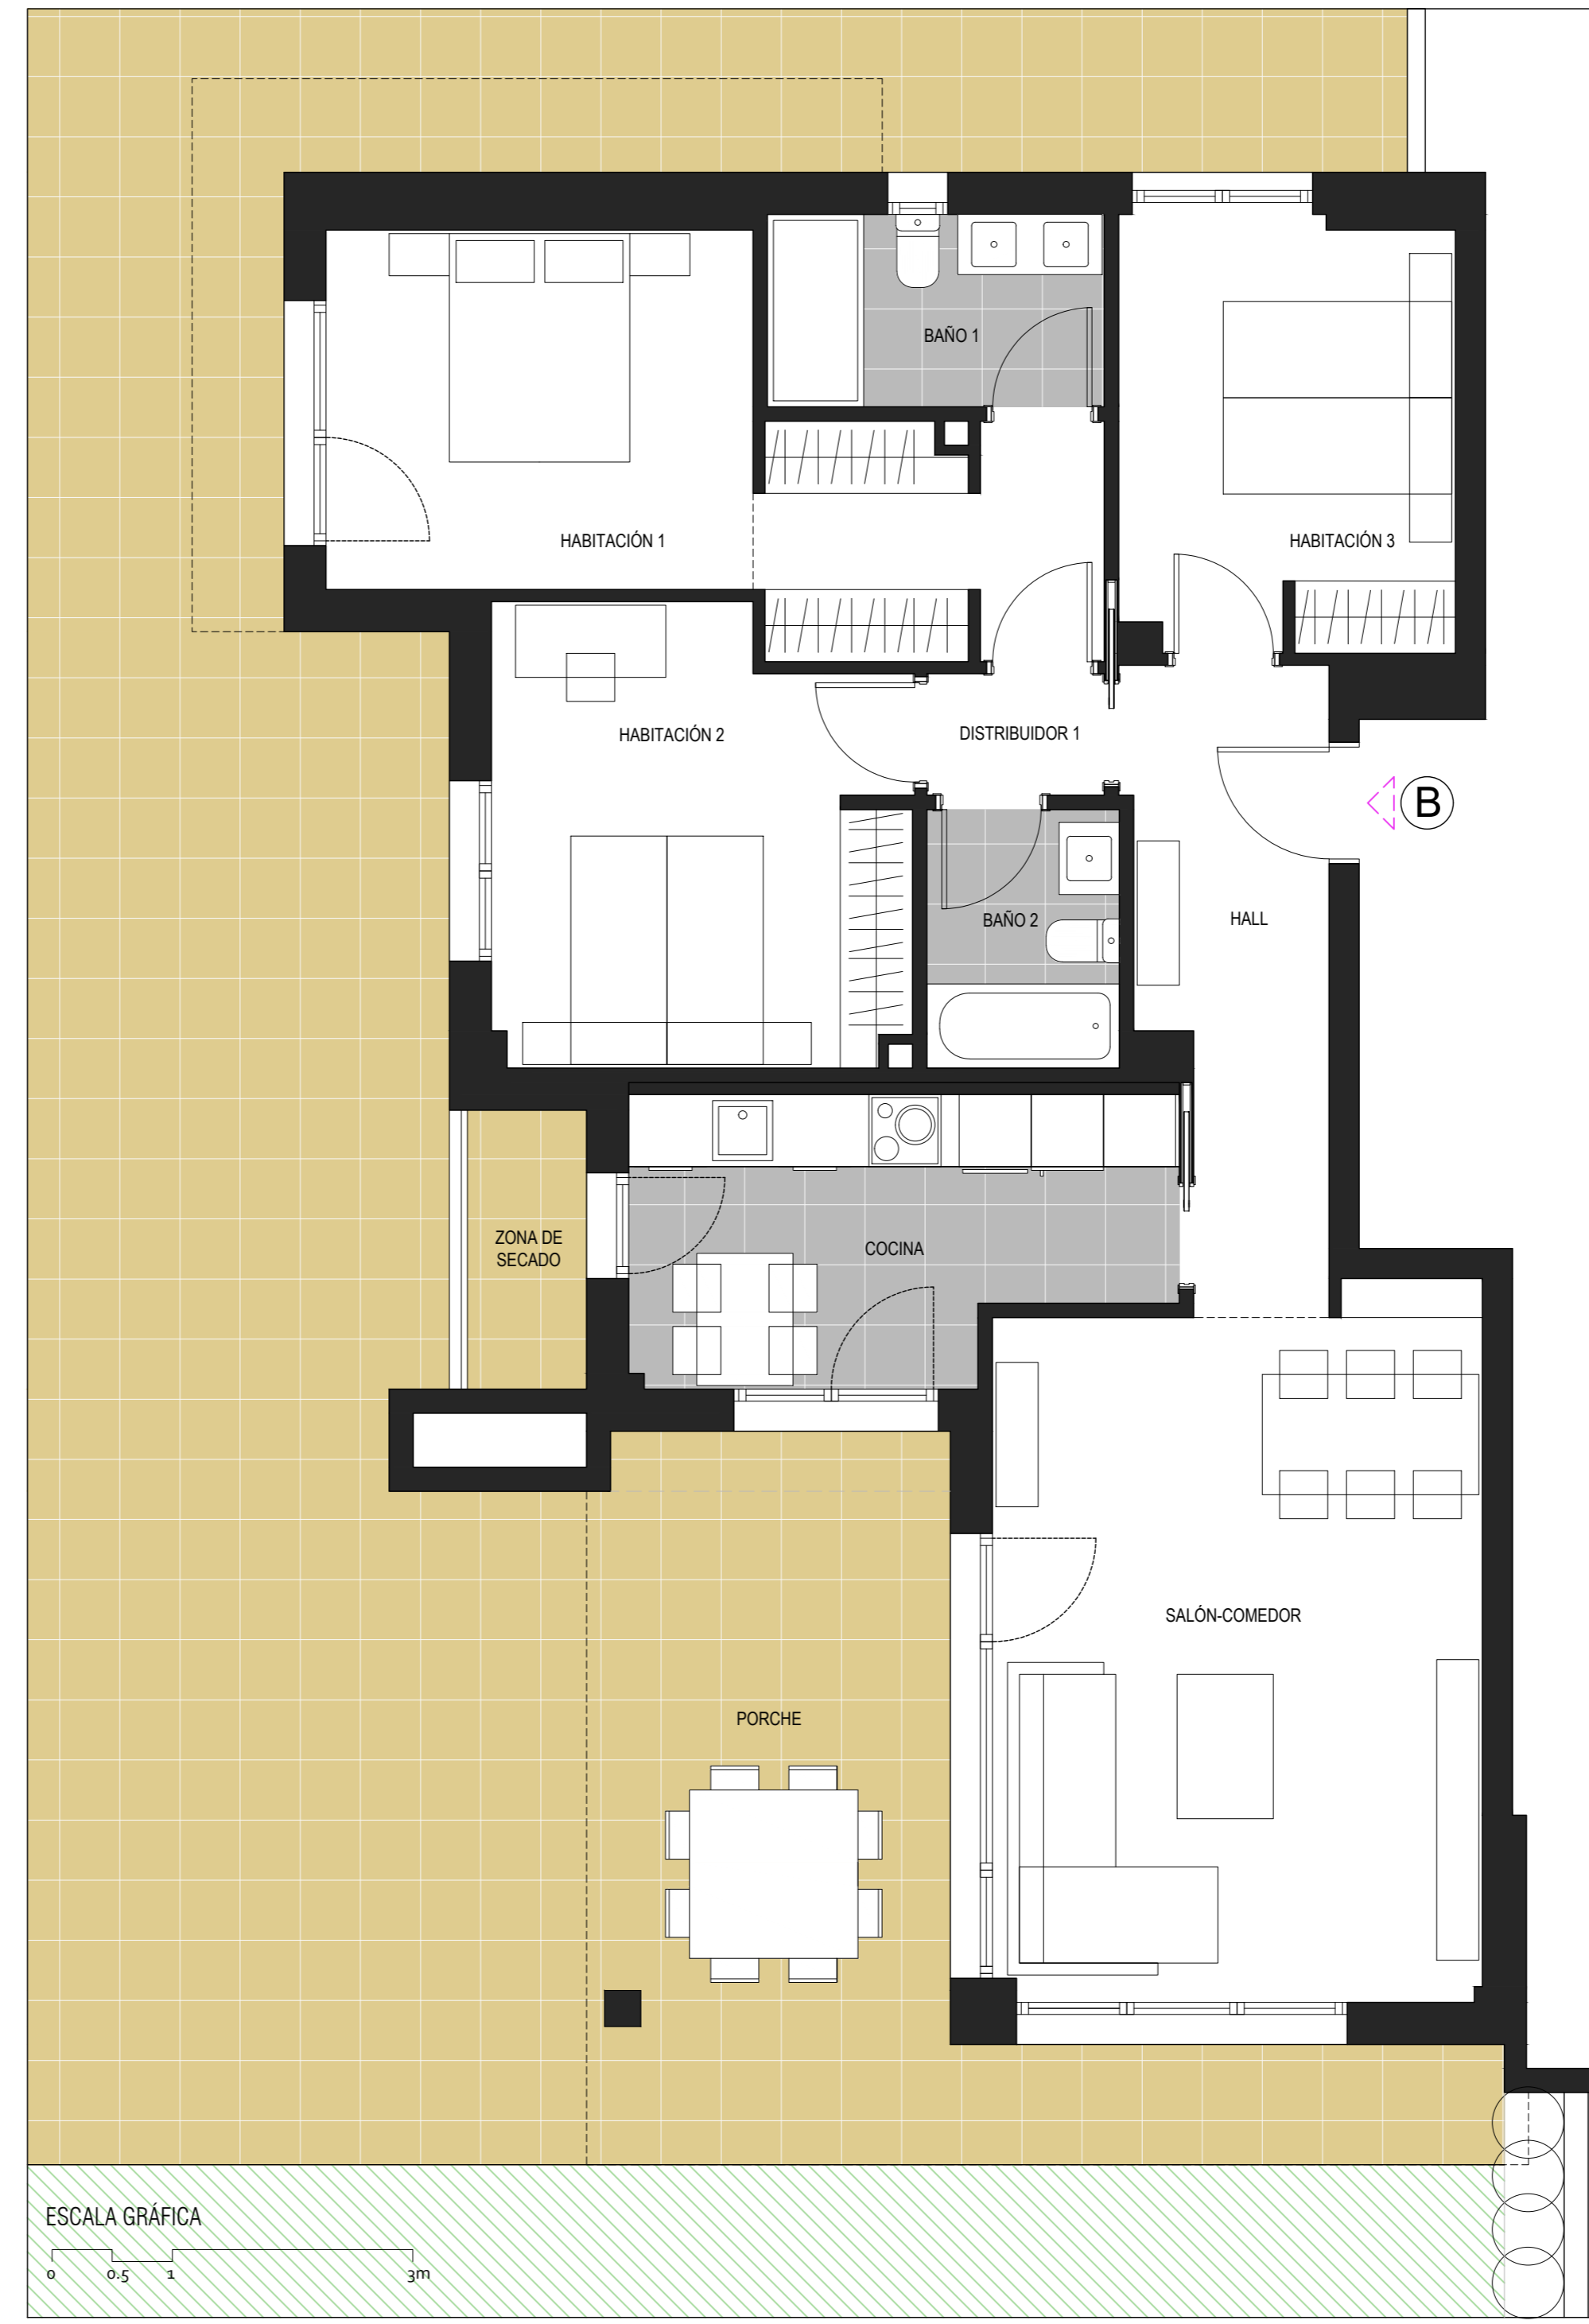 BAÑO 1
HABITACIÓN 1
HABITACIÓN 3
HABITACIÓN 2
DISTRIBUIDOR 1
B
BAÑO 2
HALL
ZONA DE
SECADO
COCINA
SALÓN-COMEDOR
PORCHE
ESCALA GRÁFICA
0 0.5 1 3m